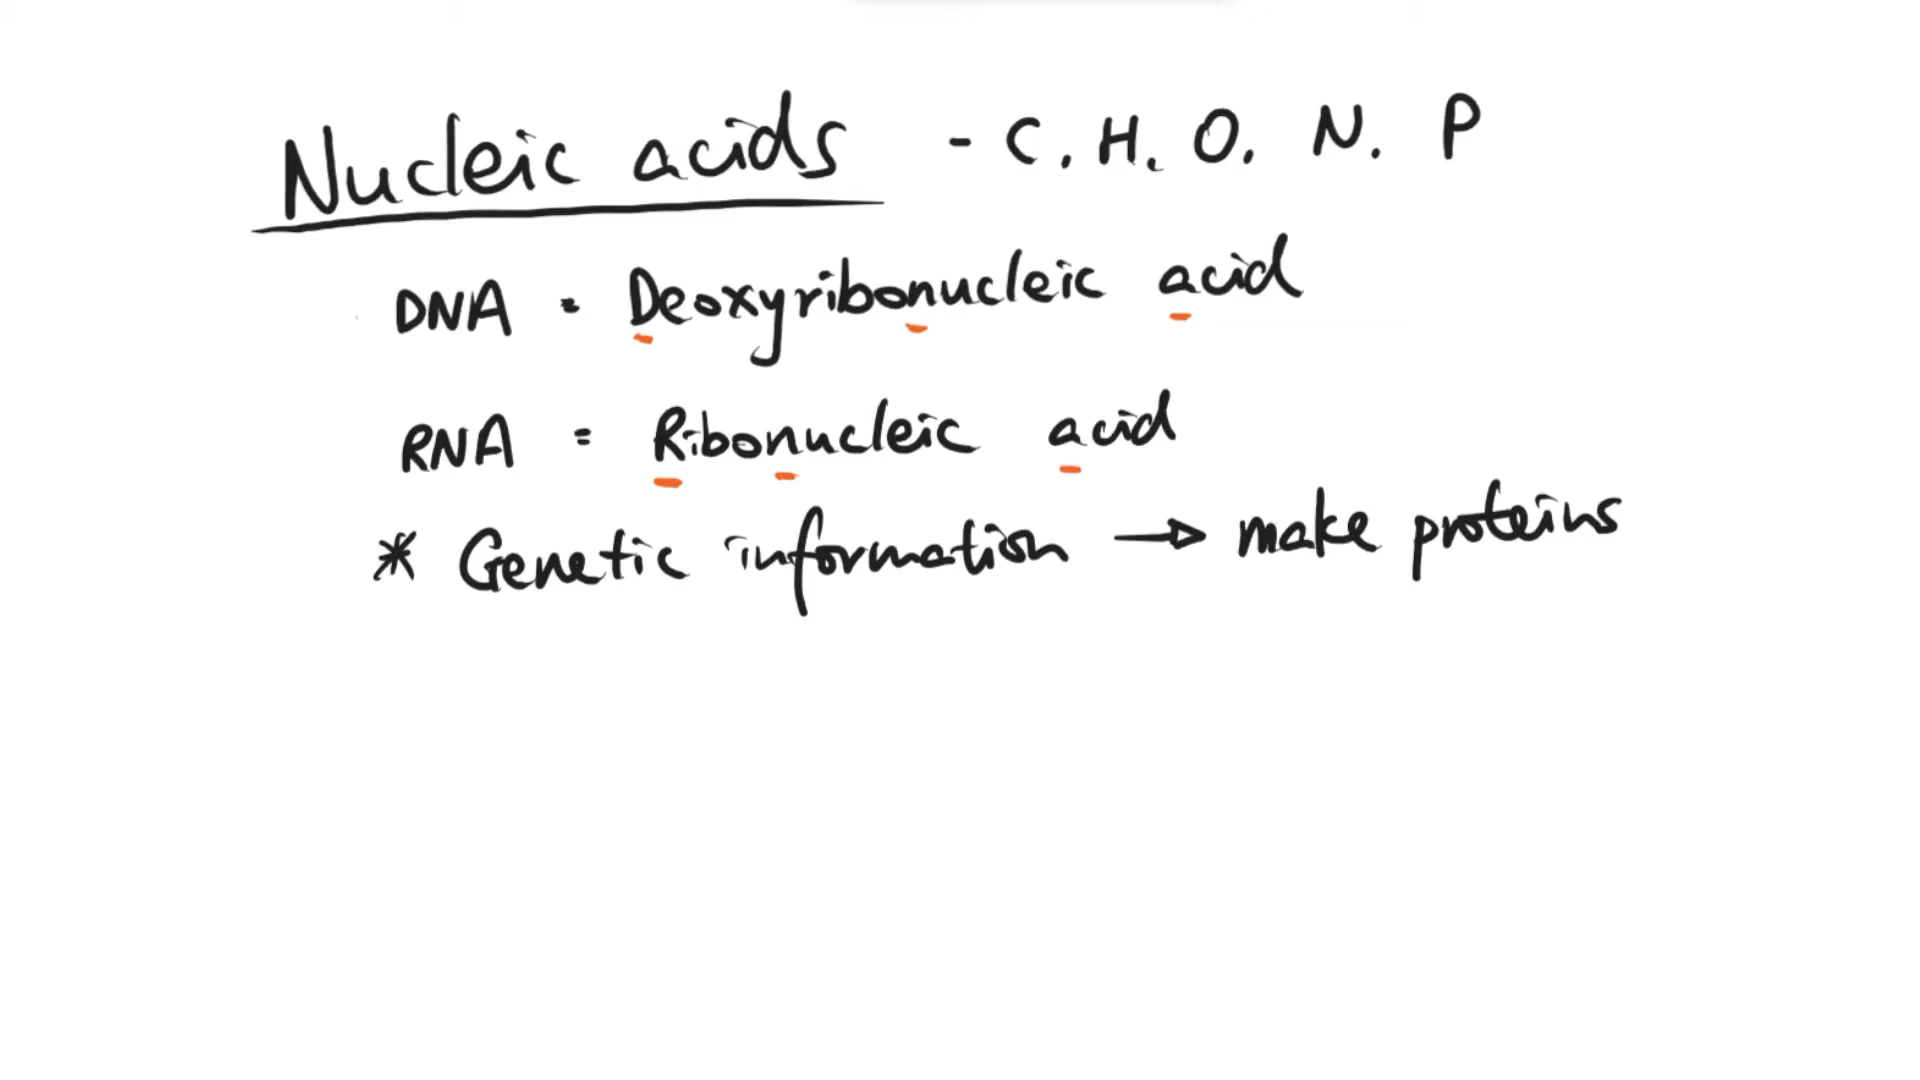 Nucleic acids - C. H. O. N. P
DNA = Deoxyribonucleic acid
RNA = Ribonucleic acid
* Genetic information → make proteins